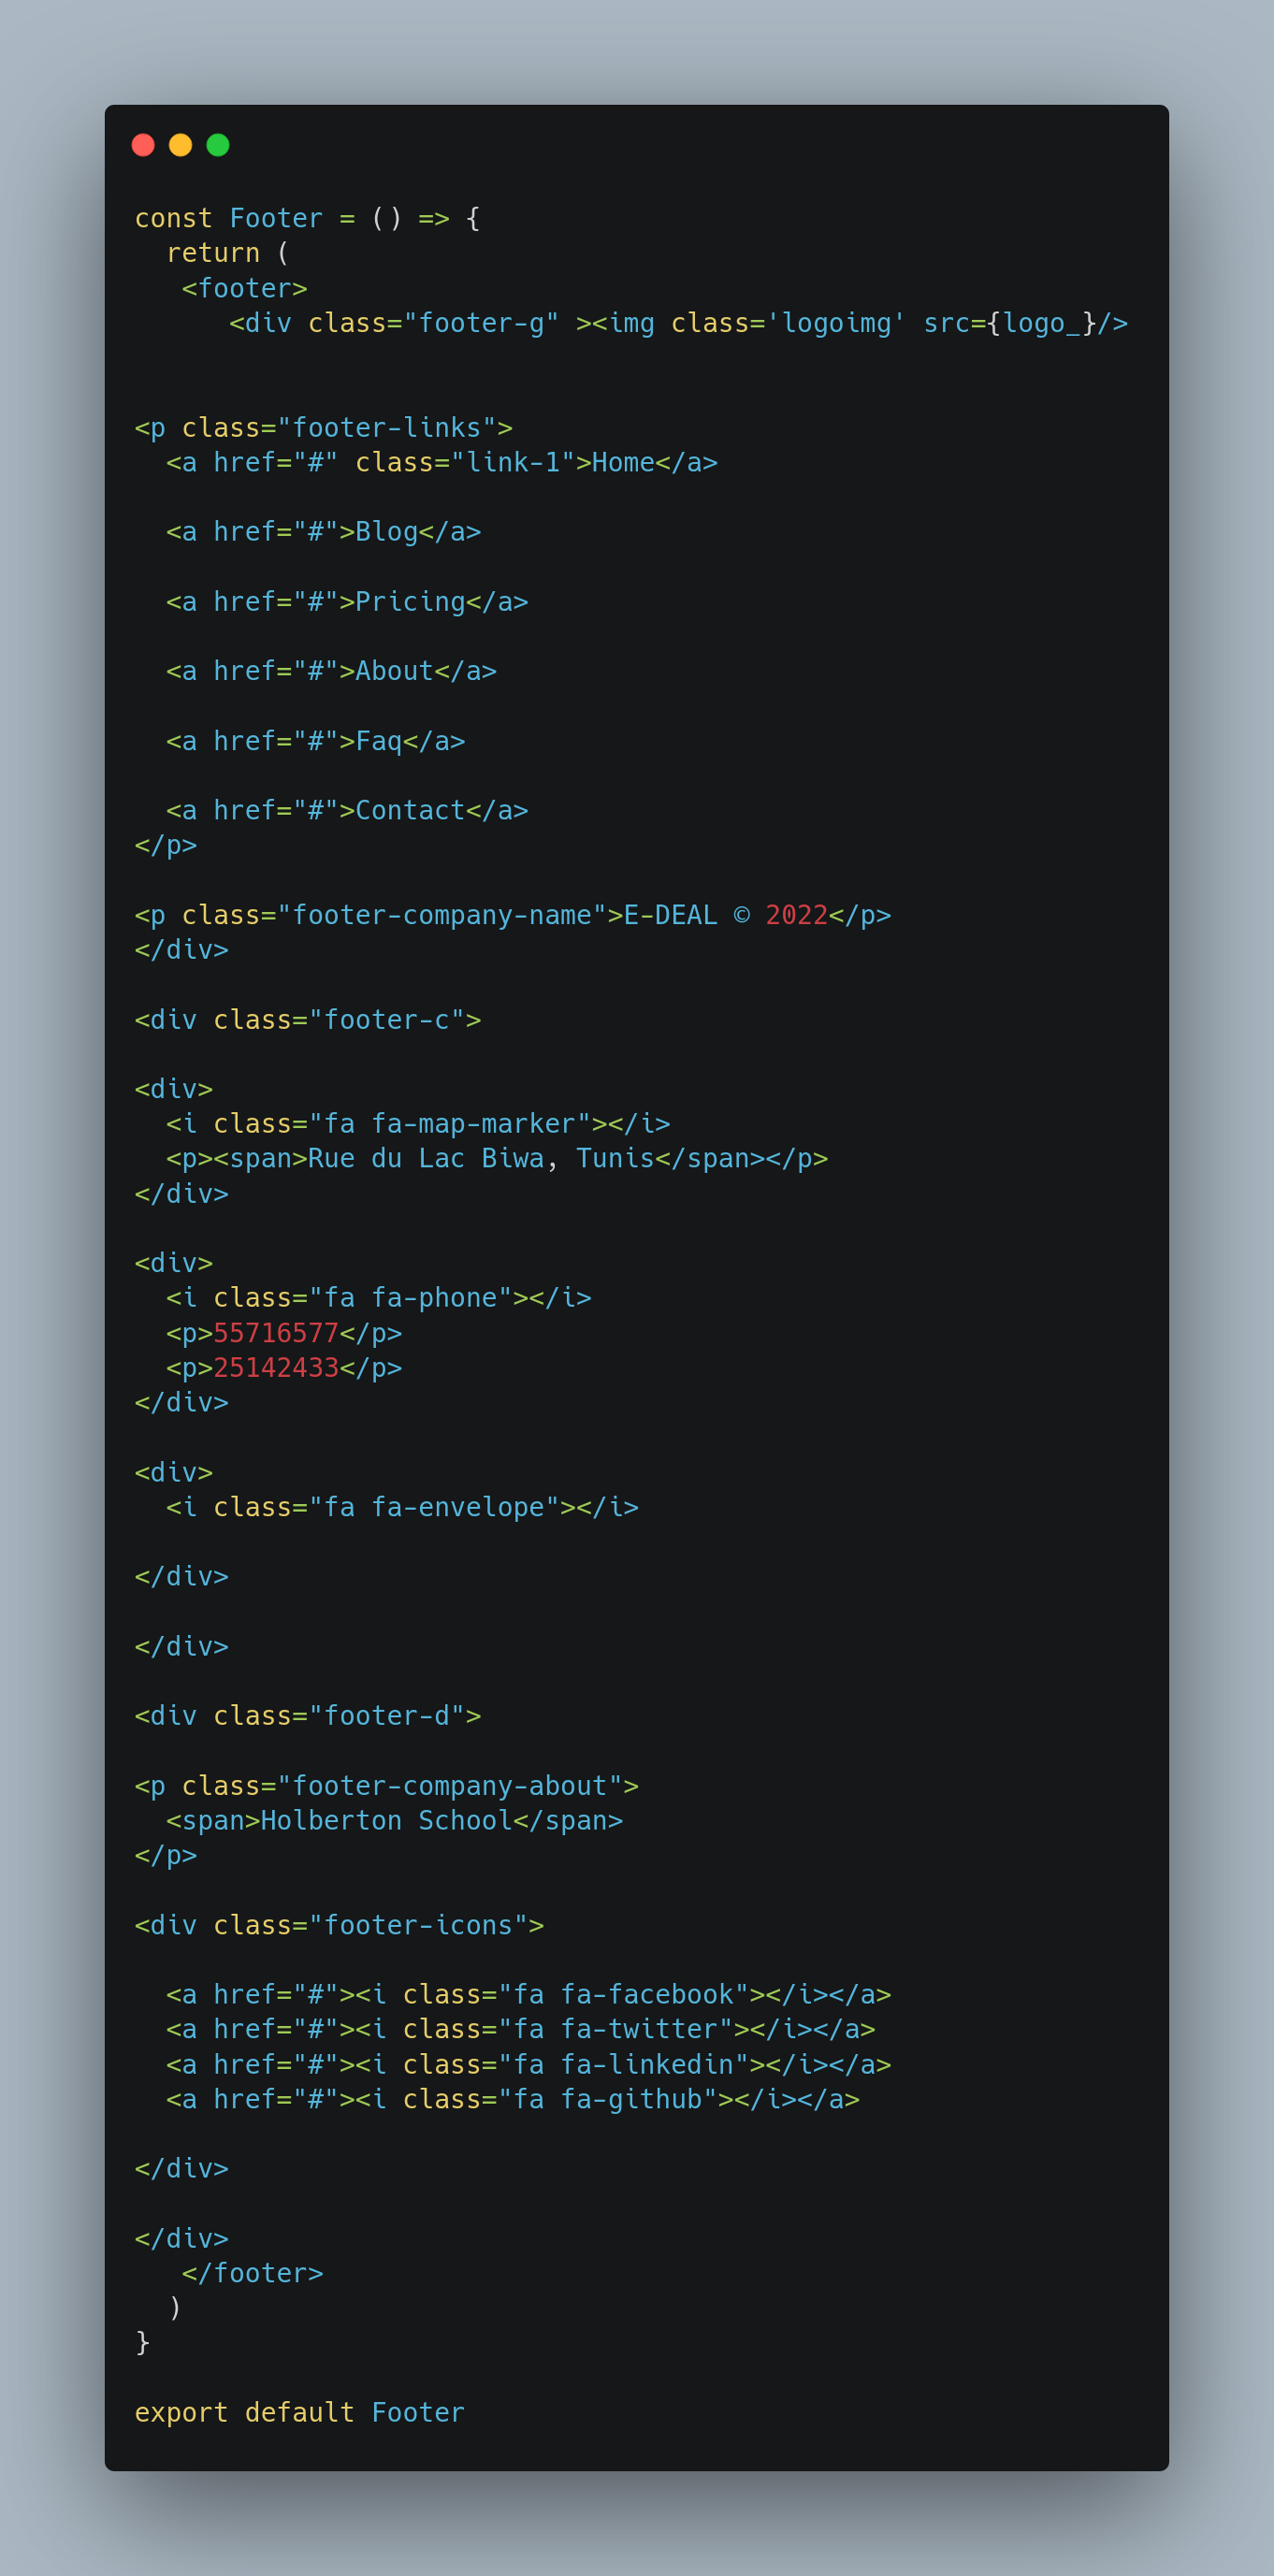 const Footer = () => {
  return (
   <footer>
      <div class="footer-g" ><img class='logoimg' src={logo_}/>
<p class="footer-links">
  <a href="#" class="link-1">Home</a>
  <a href="#">Blog</a>
  <a href="#">Pricing</a>
  <a href="#">About</a>
  <a href="#">Faq</a>
  <a href="#">Contact</a>
</p>
<p class="footer-company-name">E-DEAL © 2022</p>
</div>
<div class="footer-c">
<div>
  <i class="fa fa-map-marker"></i>
  <p><span>Rue du Lac Biwa, Tunis</span></p>
</div>
<div>
  <i class="fa fa-phone"></i>
  <p>55716577</p>
  <p>25142433</p>
</div>
<div>
  <i class="fa fa-envelope"></i>
</div>
</div>
<div class="footer-d">
<p class="footer-company-about">
  <span>Holberton School</span>
</p>
<div class="footer-icons">
  <a href="#"><i class="fa fa-facebook"></i></a>
  <a href="#"><i class="fa fa-twitter"></i></a>
  <a href="#"><i class="fa fa-linkedin"></i></a>
  <a href="#"><i class="fa fa-github"></i></a>
</div>
</div>
   </footer>
  )
}
export default Footer